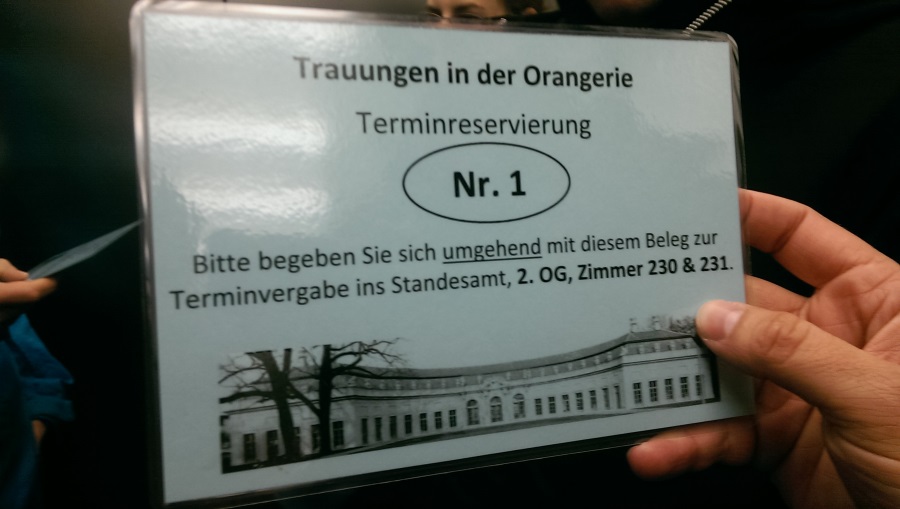 Trauungen in der Orangerie
Terminreservierung
Nr. 1
Bitte begeben Sie sich umgehend mit diesem Beleg zur
Terminvergabe ins Standesamt, 2. OG, Zimmer 230 & 231.